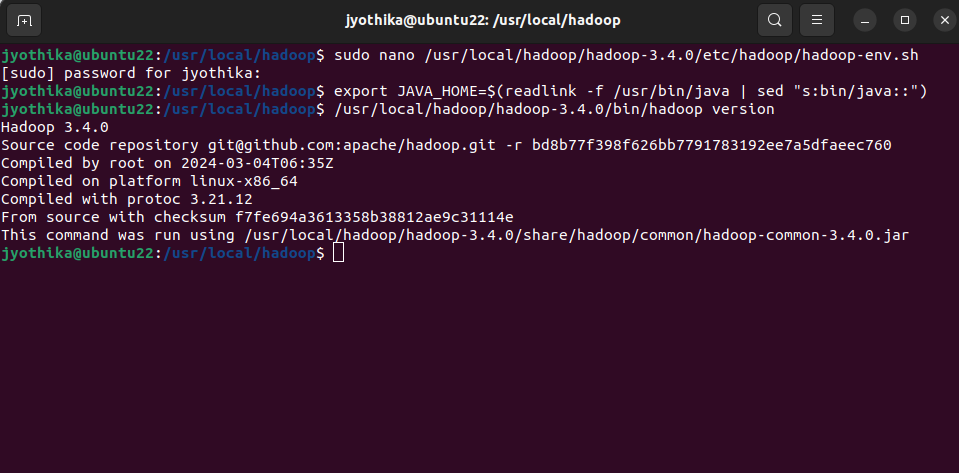 jyothika@ubuntu22: /usr/local/hadoop
jyothika@ubuntu22:/usr/local/hadoop$ sudo nano /usr/local/hadoop/hadoop-3.4.0/etc/hadoop/hadoop-env.sh
[sudo] password for jyothika:
jyothika@ubuntu22:/usr/local/hadoop$ export JAVA_HOME=$(readlink -f /usr/bin/java | sed "s:bin/java::")
jyothika@ubuntu22:/usr/local/hadoop$ /usr/local/hadoop/hadoop-3.4.0/bin/hadoop version
Hadoop 3.4.0
Source code repository git@github.com:apache/hadoop.git -r bd8b77f398f626bb7791783192ee7a5dfaeec760
Compiled by root on 2024-03-04T06:35Z
Compiled on platform linux-x86_64
Compiled with protoc 3.21.12
From source with checksum f7fe694a3613358b38812ae9c31114e
This command was run using /usr/local/hadoop/hadoop-3.4.0/share/hadoop/common/hadoop-common-3.4.0.jar
jyothika@ubuntu22:/usr/local/hadoop$